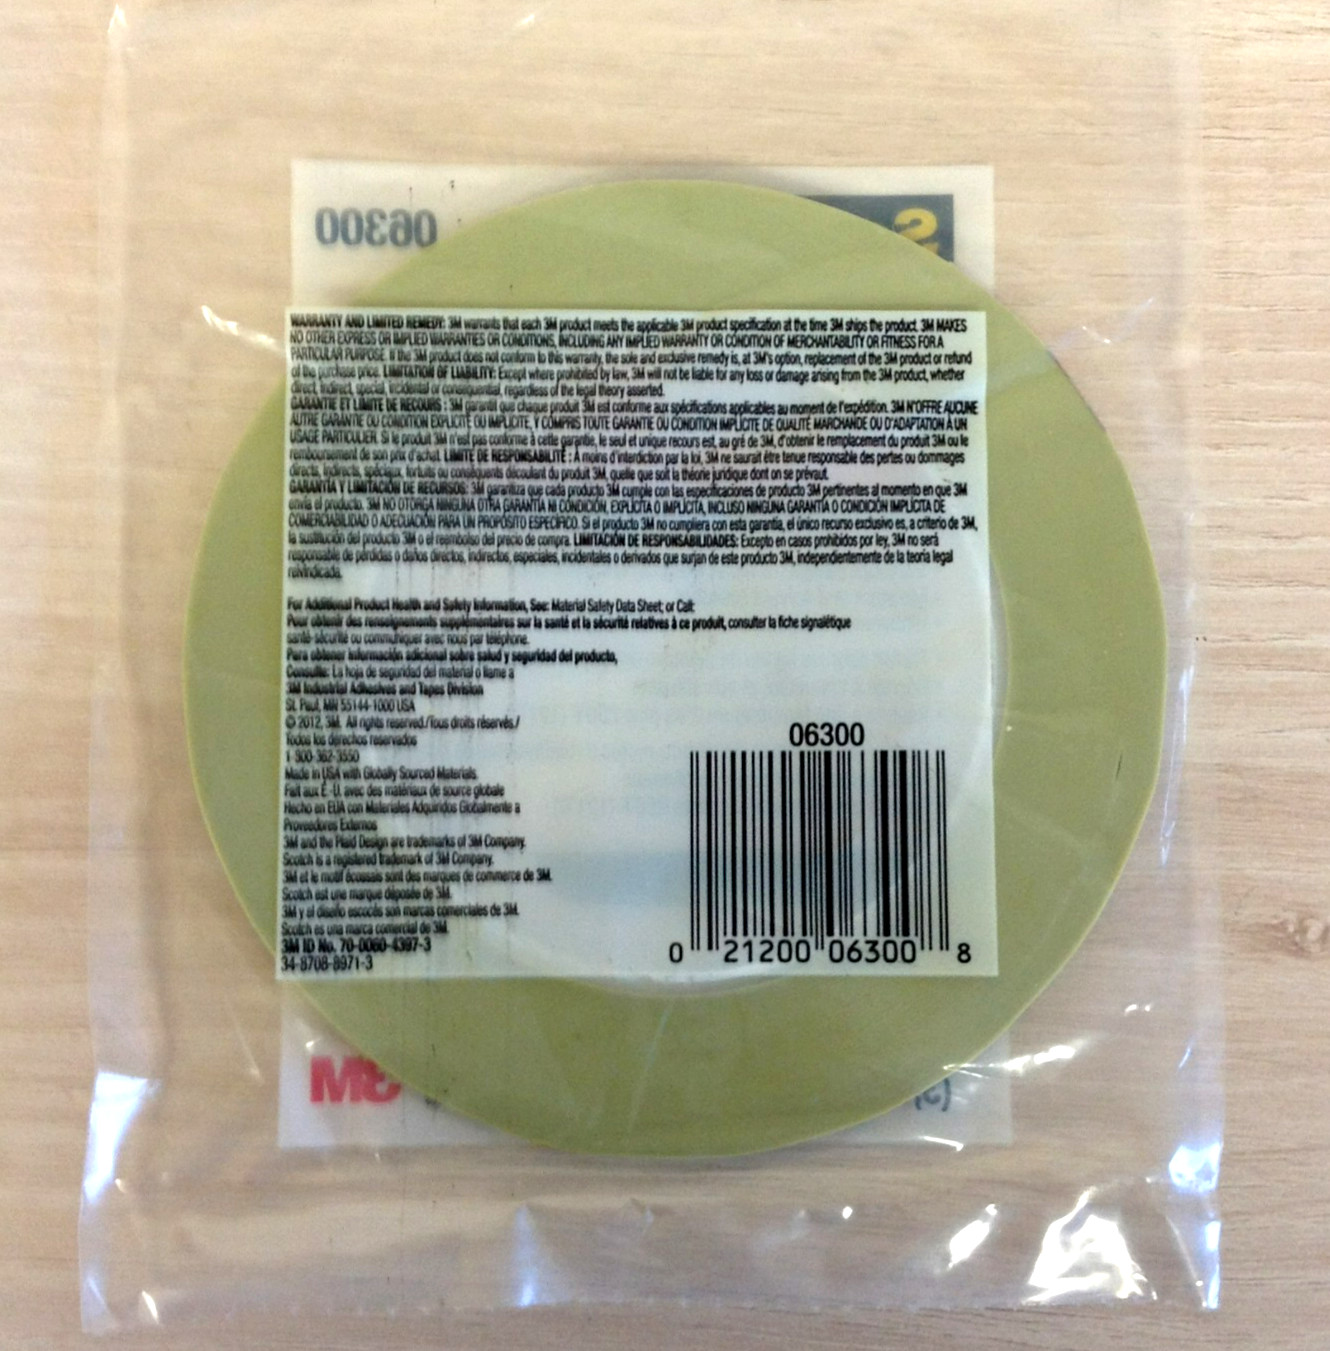 06300
WARRANTY AND LIMITED REMEDY: 3M warrants that each 3M product meets the applicable 3M product specification at the time 3M ships the product. 3M MAKES
NO OTHER EXPRESS OR IMPLIED WARRANTIES OR CONDITIONS, INCLUDING ANY IMPLIED WARRANTY OR CONDITION OF MERCHANTABILITY OR FITNESS FOR A
PARTICULAR PURPOSE. If the 3M product does not conform to this warranty, the sole and exclusive remedy is, at 3M's option, replacement of the 3M product or refund
of the purchase price. LIMITATION OF LIABILITY: Except where prohibited by law, 3M will not be liable for any loss or damage arising from the 3M product, whether
direct, indirect, special, incidental or consequential, regardless of the legal theory asserted.
GARANTIE ET LIMITE DE RECOURS : 3M garantit que chaque produit 3M est conforme aux spécifications applicables au moment de l'expédition. 3M N'OFFRE AUCUNE
AUTRE GARANTIE OU CONDITION EXPLICITE OU IMPLICITE, Y COMPRIS TOUTE GARANTIE OU CONDITION IMPLICITE DE QUALITÉ MARCHANDE OU D'ADAPTATION À UN
USAGE PARTICULIER. Si le produit 3M n'est pas conforme à cette garantie, le seul et unique recours est, au gré de 3M, d'obtenir le remplacement du produit 3M ou le
remboursement de son prix d'achat. LIMITE DE RESPONSABILITÉ : À moins d'interdiction par la loi, 3M ne saurait être tenue responsable des pertes ou dommages
directs, indirects, spéciaux, fortuits ou conséquents découlant du produit 3M, quelle que soit la théorie juridique dont on se prévaut.
GARANTÍA Y LIMITACIÓN DE RECURSOS: 3M garantiza que cada producto 3M cumple con las especificaciones de producto 3M pertinentes al momento en que 3M
envía el producto. 3M NO OTORGA NINGUNA OTRA GARANTÍA NI CONDICIÓN, EXPLÍCITA O IMPLÍCITA, INCLUSO NINGUNA GARANTÍA O CONDICIÓN IMPLÍCITA DE
COMERCIABILIDAD O ADECUACIÓN PARA UN PROPÓSITO ESPECÍFICO. Si el producto 3M no cumpliera con esta garantía, el único recurso exclusivo es, a criterio de 3M,
la sustitución del producto 3M o el reembolso del precio de compra. LIMITACIÓN DE RESPONSABILIDADES: Excepto en casos prohibidos por ley, 3M no será
responsable de pérdidas o daños directos, indirectos, especiales, incidentales o derivados que surjan de este producto 3M, independientemente de la teoría legal
reivindicada.
For Additional Product Health and Safety Information, See: Material Safety Data Sheet, or Call:
Pour obtenir des renseignements supplémentaires sur la santé et la sécurité relatives à ce produit, consulter la fiche signalétique
santé-sécurité ou communiquer avec nous par téléphone.
Para obtener información adicional sobre salud y seguridad del producto,
Consulte: La hoja de seguridad del material o llame a
3M Industrial Adhesives and Tapes Division
St. Paul, MN 55144-1000 USA
© 2012, 3M. All rights reserved./Tous droits réservés./
Todos los derechos reservados
1-800-362-3550
Made in USA with Globally Sourced Materials.
Fait aux É.-U. avec des matériaux de source globale
Hecho en EUA con Materiales Adquiridos Globalmente a
Proveedores Externos
3M and the Plaid Design are trademarks of 3M Company.
Scotch is a registered trademark of 3M Company.
3M et le motif écossais sont des marques de commerce de 3M.
Scotch est une marque déposée de 3M.
3M y el diseño escocés son marcas comerciales de 3M.
Scotch es una marca comercial de 3M.
3M ID No. 70-0060-4397-3
34-8708-8971-3
06300
0 21200 06300 8
3M